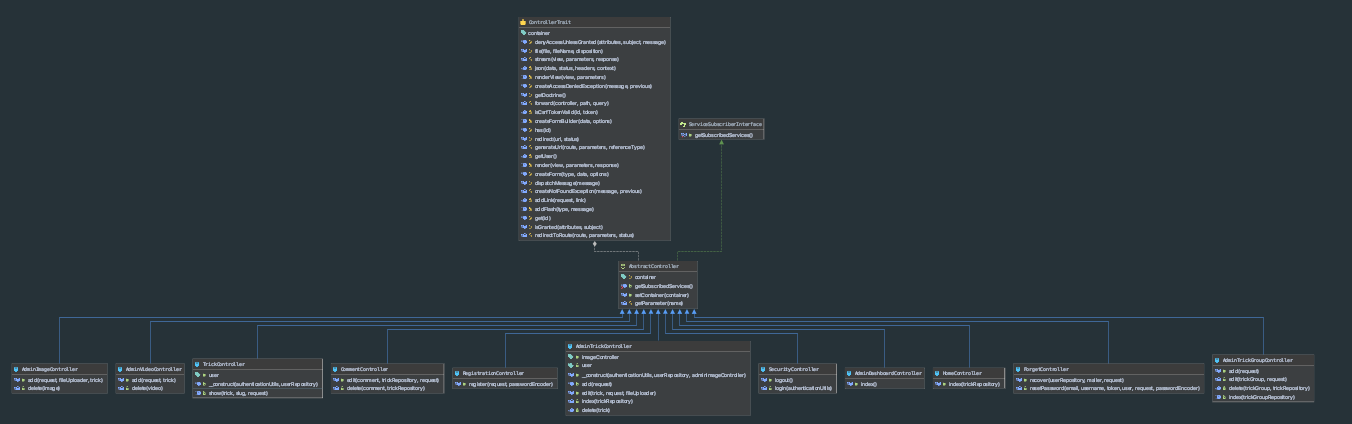 ControllerTrait
container
denyAccessUnlessGranted(attributes, subject, message)
file(file, fileName, disposition)
stream(view, parameters, response)
json(data, status, headers, context)
renderView(view, parameters)
createAccessDeniedException(message, previous)
getDoctrine()
forward(controller, path, query)
isCsrfTokenValid(id, token)
createFormBuilder(data, options)
has(id)
redirect(url, status)
generateUrl(route, parameters, referenceType)
getUser()
render(view, parameters, response)
createForm(type, data, options)
dispatchMessage(message)
createNotFoundException(message, previous)
addLink(request, link)
addFlash(type, message)
get(id)
isGranted(attributes, subject)
redirectToRoute(route, parameters, status)
ServiceSubscriberInterface
getSubscribedServices()
AbstractController
container
getSubscribedServices()
setContainer(container)
getParameter(name)
AdminImageController
add(request, fileUploader, trick)
delete(image)
AdminVideoController
add(request, trick)
delete(video)
TrickController
user
__construct(authenticationUtils, userRepository)
show(trick, slug, request)
CommentController
edit(comment, trickRepository, request)
delete(comment, trickRepository)
RegistrationController
register(request, passwordEncoder)
AdminTrickController
imageController
user
__construct(authenticationUtils, userRepository, adminImageController)
add(request)
edit(trick, request, fileUploader)
index(trickRepository)
delete(trick)
SecurityController
logout()
login(authenticationUtils)
AdminDashboardController
index()
HomeController
index(trickRepository)
ForgetController
recover(userRepository, mailer, request)
resetPassword(email, username, token, user, request, passwordEncoder)
AdminTrickGroupController
add(request)
edit(trickGroup, request)
delete(trickGroup, trickRepository)
index(trickGroupRepository)